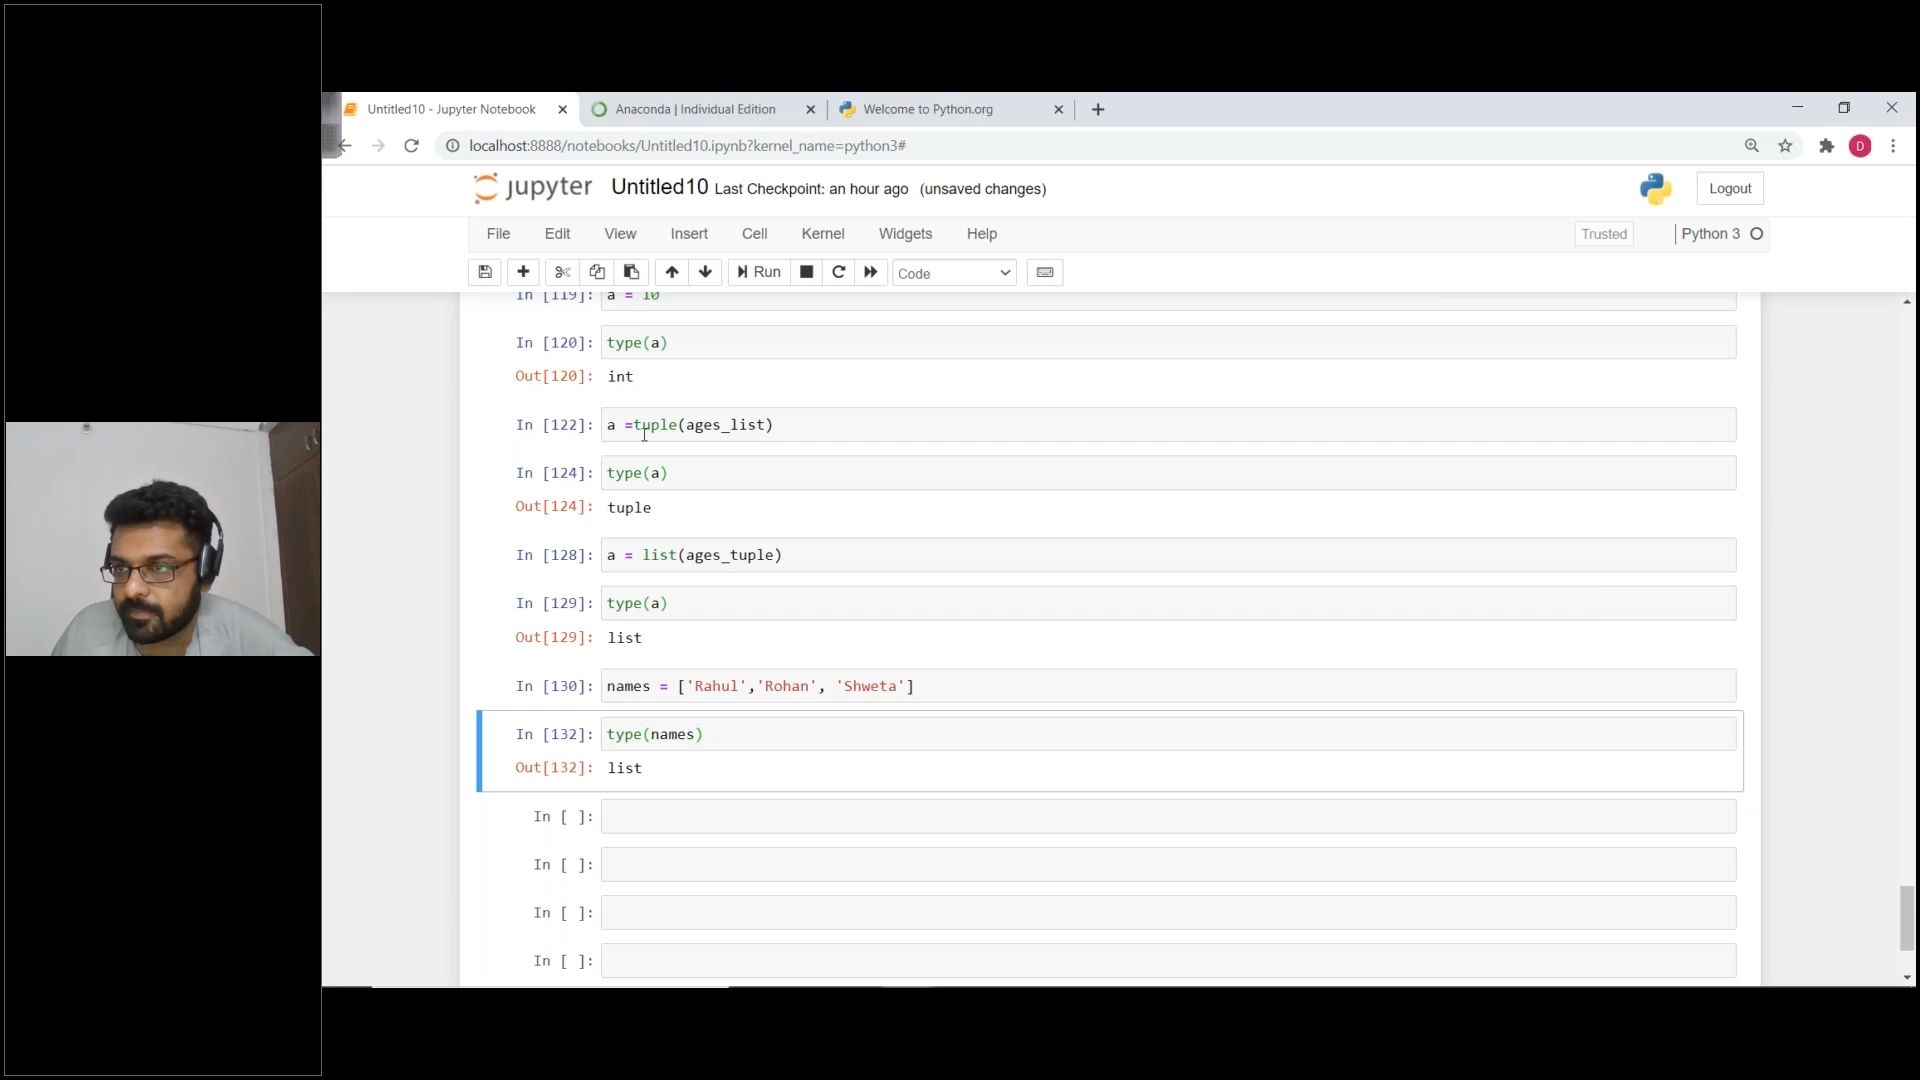 Untitled10 - Jupyter Notebook
Anaconda | Individual Edition
Welcome to Python.org
localhost:8888/notebooks/Untitled10.ipynb?kernel_name=python3#
D
jupyter Untitled10 Last Checkpoint: an hour ago (unsaved changes)
Logout
File Edit View Insert Cell Kernel Widgets Help
Trusted
Python 3
Run
Code
In [119]: a = 10
In [120]: type(a)
Out[120]: int
In [122]: a =tuple(ages_list)
In [124]: type(a)
Out[124]: tuple
In [128]: a = list(ages_tuple)
In [129]: type(a)
Out[129]: list
In [130]: names = ['Rahul','Rohan', 'Shweta']
In [132]: type(names)
Out[132]: list
In [ ]:
In [ ]:
In [ ]:
In [ ]: